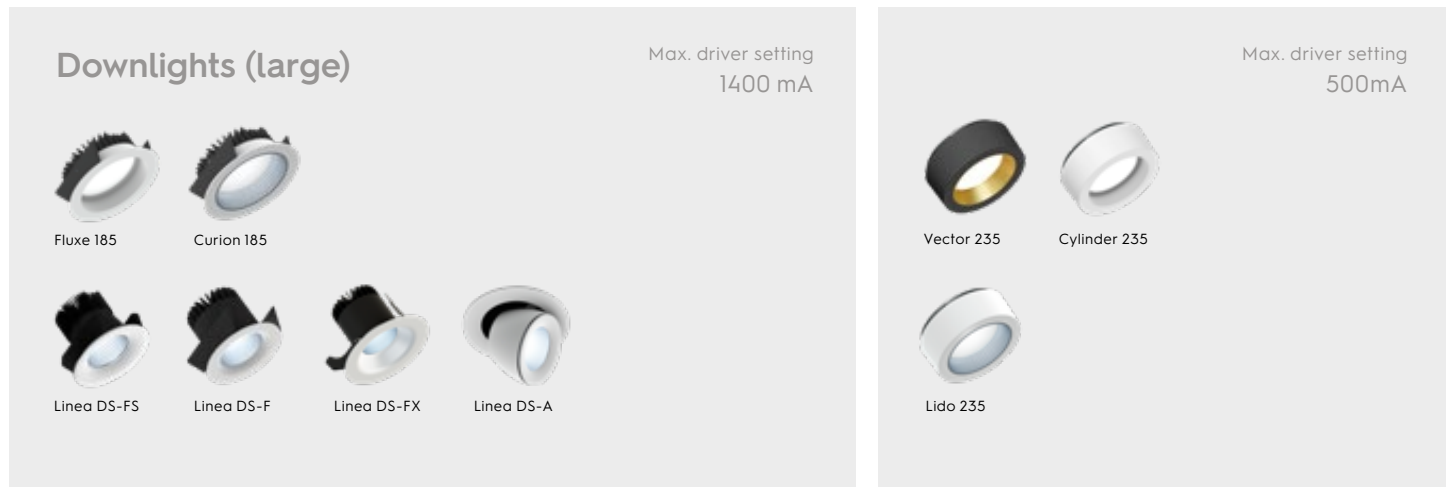 Downlights (large)
Max. driver setting
1400 mA
Fluxe 185
Curion 185
Linea DS-FS
Linea DS-F
Linea DS-FX
Linea DS-A
Max. driver setting
500mA
Vector 235
Cylinder 235
Lido 235